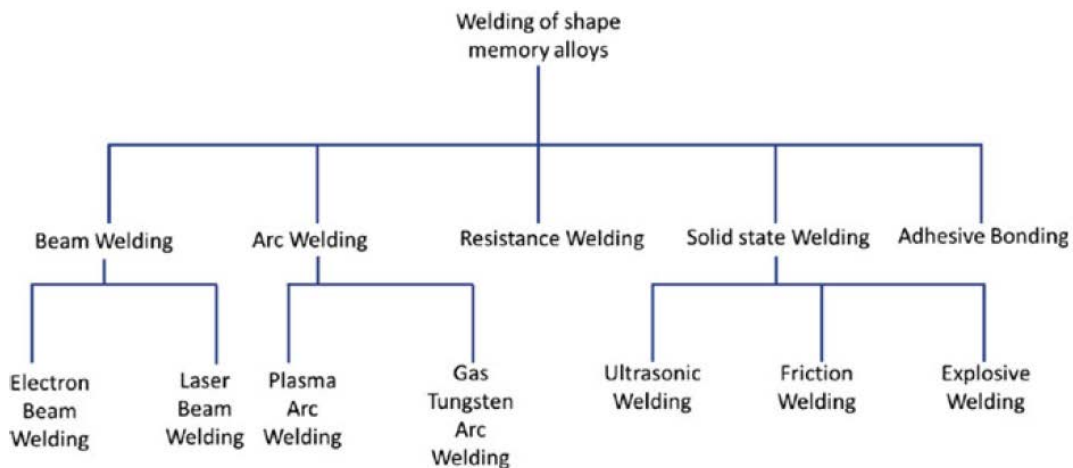 Welding of shape
memory alloys
Beam Welding
Arc Welding
Resistance Welding
Solid state Welding
Adhesive Bonding
Electron
Beam
Welding
Laser
Beam
Welding
Plasma
Arc
Welding
Gas
Tungsten
Arc
Welding
Ultrasonic
Welding
Friction
Welding
Explosive
Welding